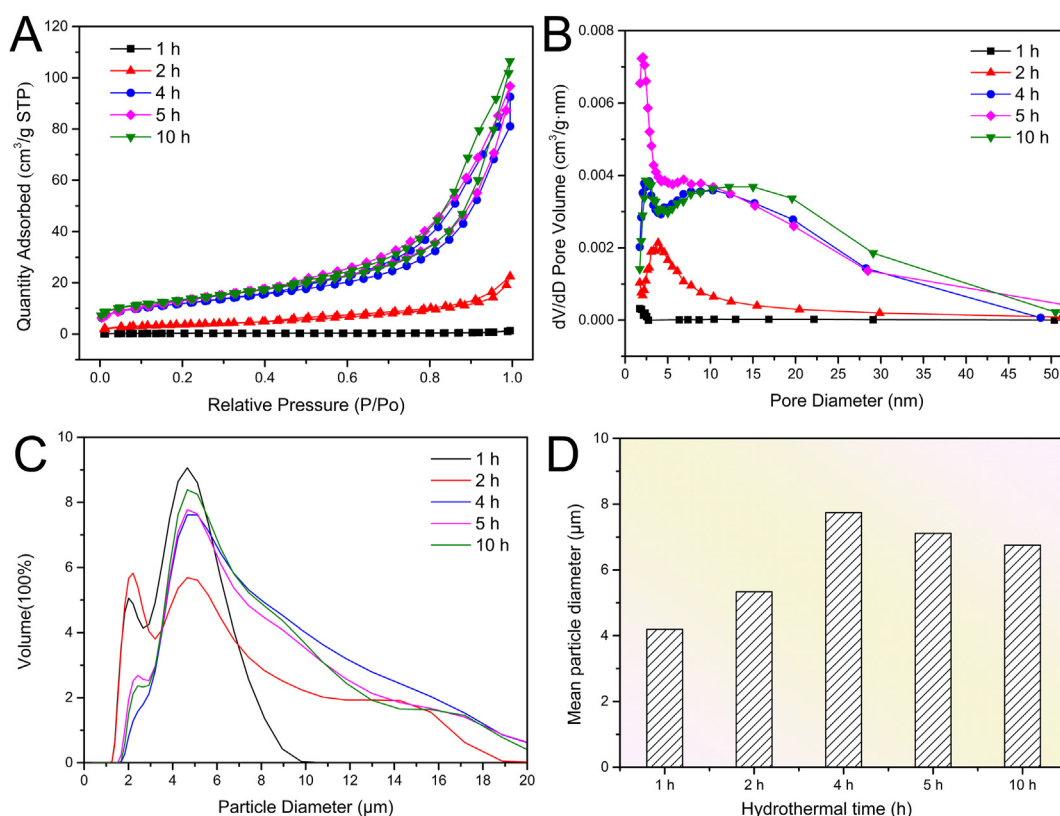 A
Quantity Adsorbed (cm³/g STP)
120
100
80
60
40
20
0
1 h
2 h
4 h
5 h
10 h
0.0 0.2 0.4 0.6 0.8 1.0
Relative Pressure (P/Po)
B
dV/dD Pore Volume (cm³/g·nm)
0.008
0.006
0.004
0.002
0.000
1 h
2 h
4 h
5 h
10 h
0 5 10 15 20 25 30 35 40 45 50
Pore Diameter (nm)
C
Volume(100%)
10
8
6
4
2
0
1 h
2 h
4 h
5 h
10 h
0 2 4 6 8 10 12 14 16 18 20
Particle Diameter (μm)
D
Mean particle diameter (μm)
10
8
6
4
2
0
1 h 2 h 4 h 5 h 10 h
Hydrothermal time (h)